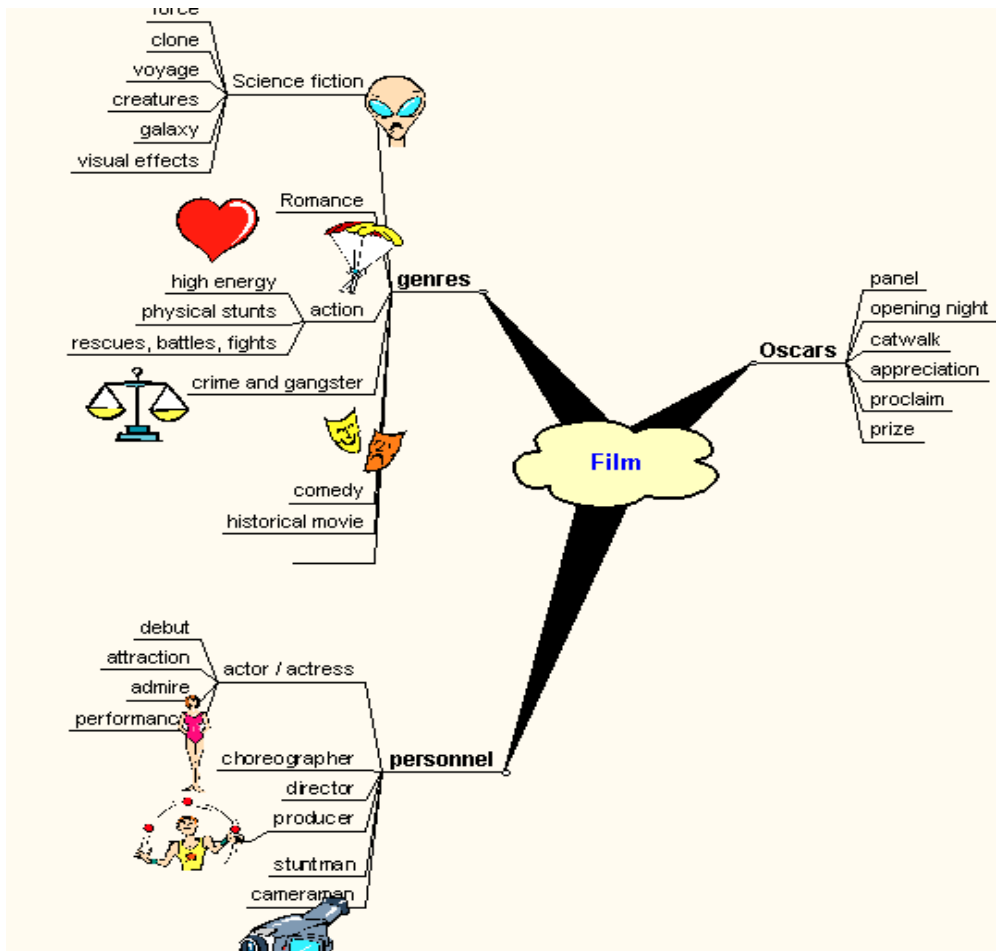 force
clone
voyage
creatures
galaxy
visual effects
Science fiction
Romance
high energy
physical stunts
rescues, battles, fights
action
crime and gangster
comedy
historical movie
genres
Film
Oscars
panel
opening night
catwalk
appreciation
proclaim
prize
debut
attraction
admire
performanc
actor / actress
choreographer
director
producer
stuntman
cameraman
personnel